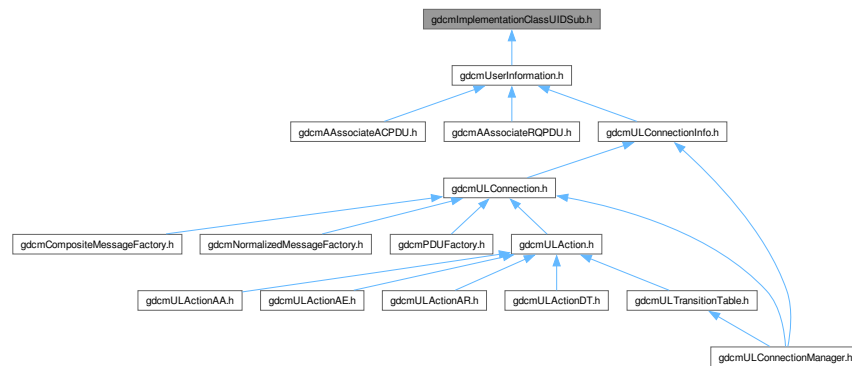 gdcmImplementationClassUIDSub.h
gdcmUserInformation.h
gdcmAAssociateACPDU.h
gdcmAAssociateRQPDU.h
gdcmULConnectionInfo.h
gdcmULConnection.h
gdcmCompositeMessageFactory.h
gdcmNormalizedMessageFactory.h
gdcmPDUFactory.h
gdcmULAction.h
gdcmULActionAA.h
gdcmULActionAE.h
gdcmULActionAR.h
gdcmULActionDT.h
gdcmULTransitionTable.h
gdcmULConnectionManager.h